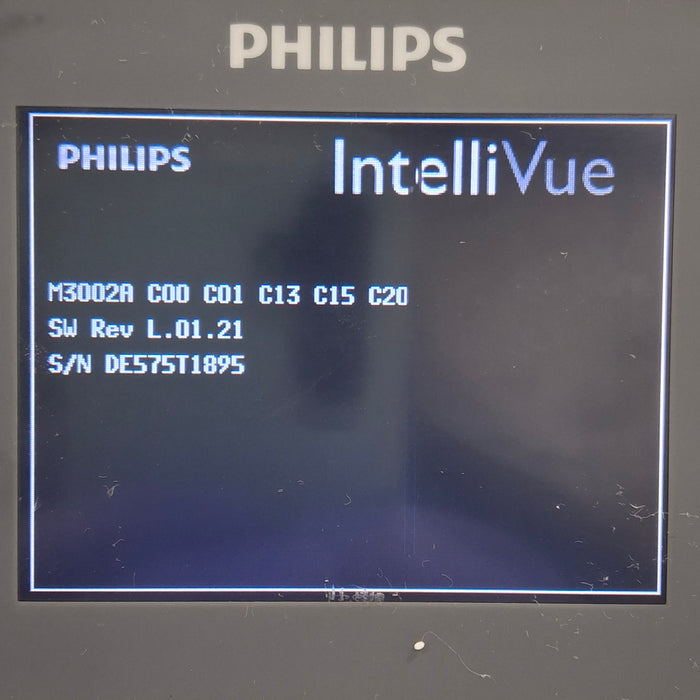 PHILIPS
PHILIPS IntelliVue
M3002A C00 C01 C13 C15 C20
SW Rev L.01.21
S/N DE575T1895